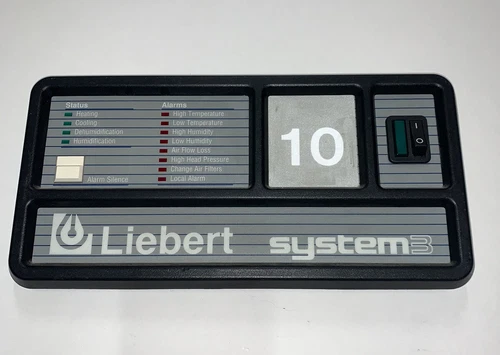 Status
Heating
Cooling
Dehumidification
Humidification
Alarm Silence
Alarms
High Temperature
Low Temperature
High Humidity
Low Humidity
Air Flow Loss
High Head Pressure
Change Air Filters
Local Alarm
10
I
O
Liebert system3